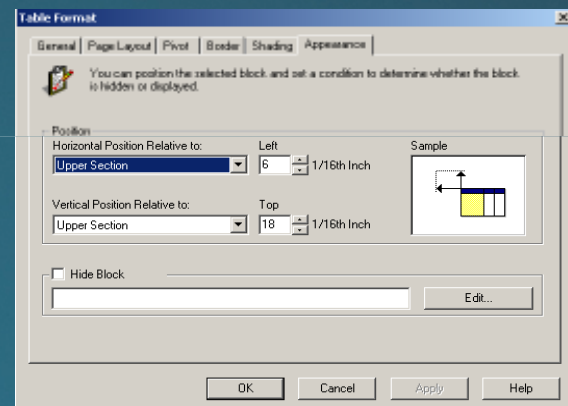 Table Format
General Page Layout Pivot Border Shading Appearance
You can position the selected block and set a condition to determine whether the block
is hidden or displayed.
Position
Horizontal Position Relative to: Left Sample
Upper Section 6 1/16th Inch
Vertical Position Relative to: Top
Upper Section 18 1/16th Inch
Hide Block
Edit...
OK Cancel Apply Help